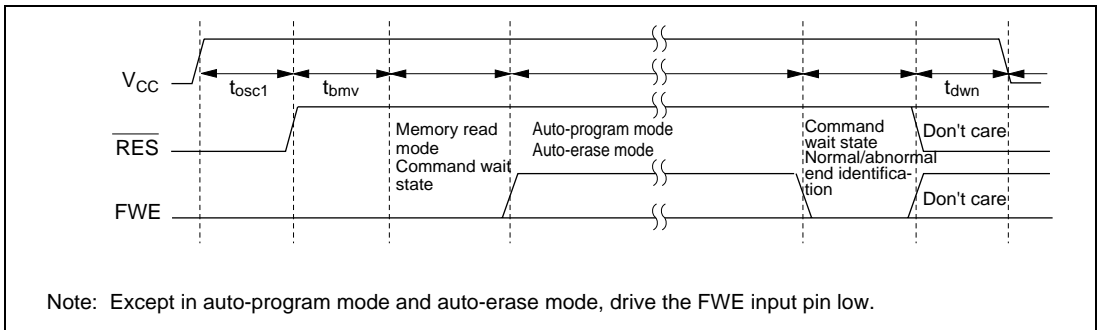 VCC
tosc1
tbmv
tdwn
RES
Memory read
mode
Command wait
state
Auto-program mode
Auto-erase mode
Command
wait state
Normal/abnormal
end identifica-
tion
Don't care
FWE
Don't care
Note: Except in auto-program mode and auto-erase mode, drive the FWE input pin low.